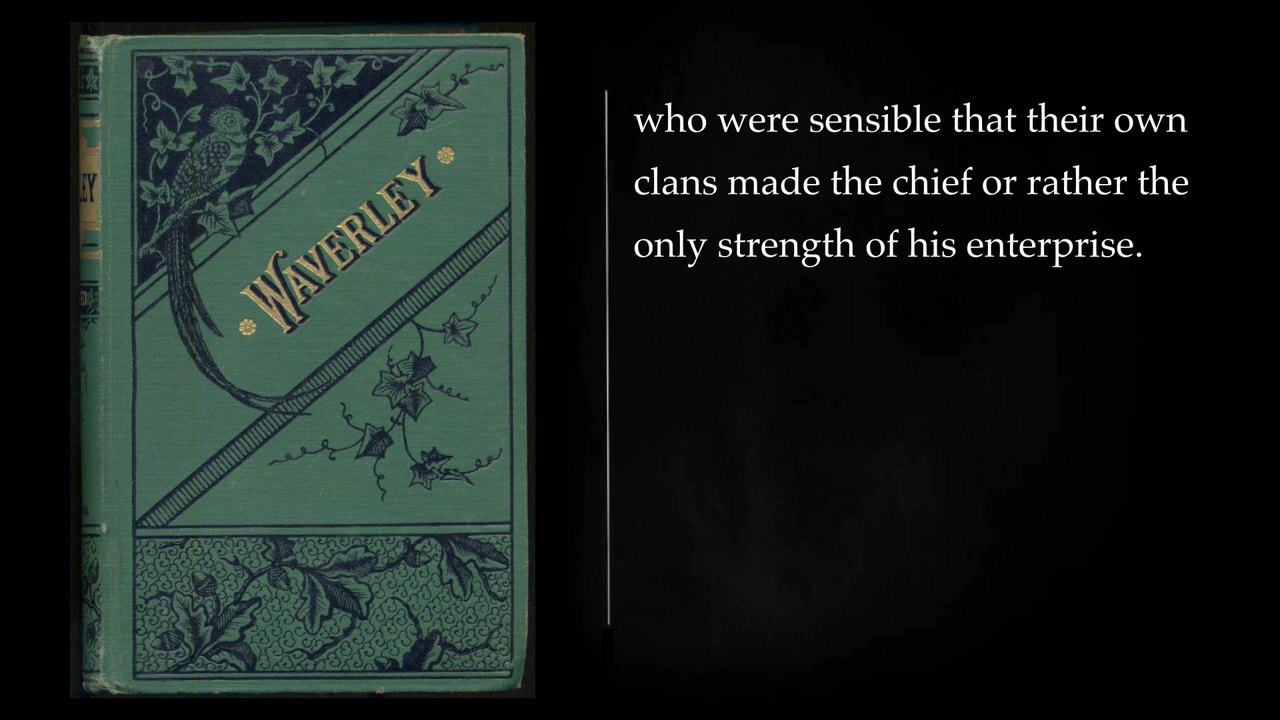 WAVERLEY
who were sensible that their own
clans made the chief or rather the
only strength of his enterprise.